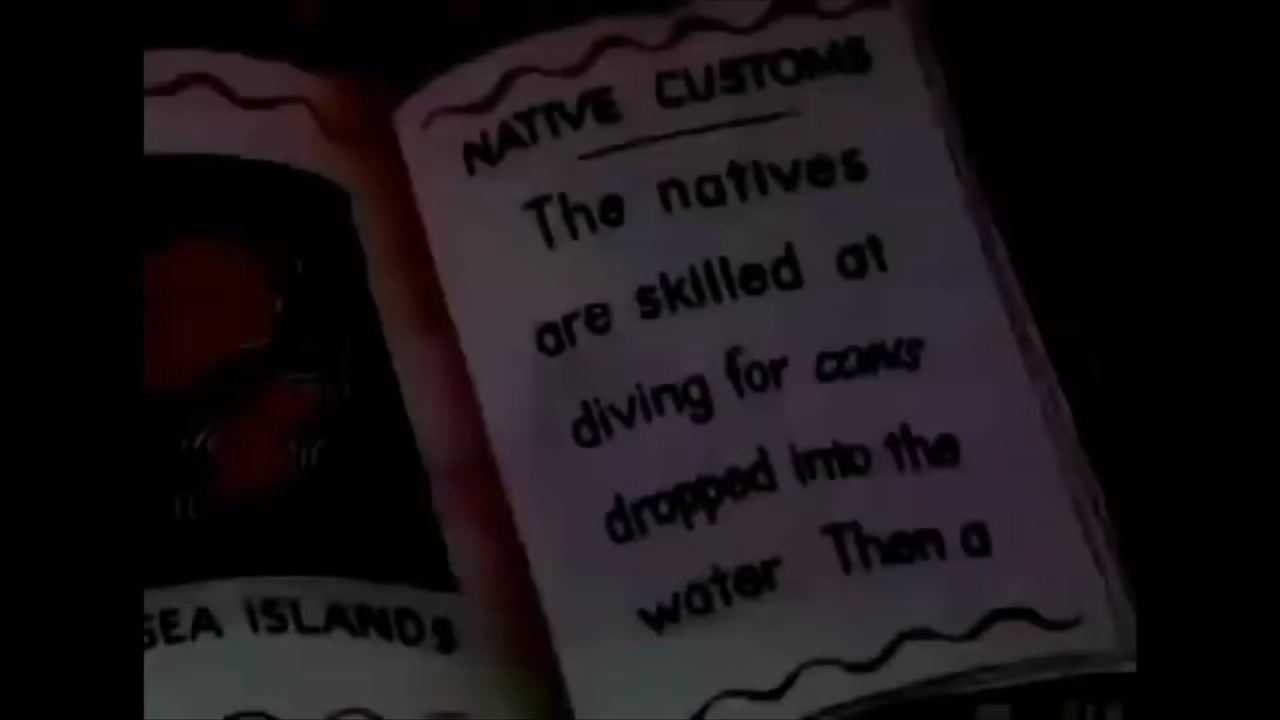 NATIVE CUSTOMS
The natives
are skilled at
diving for coins
dropped into the
water Then a
SEA ISLANDS